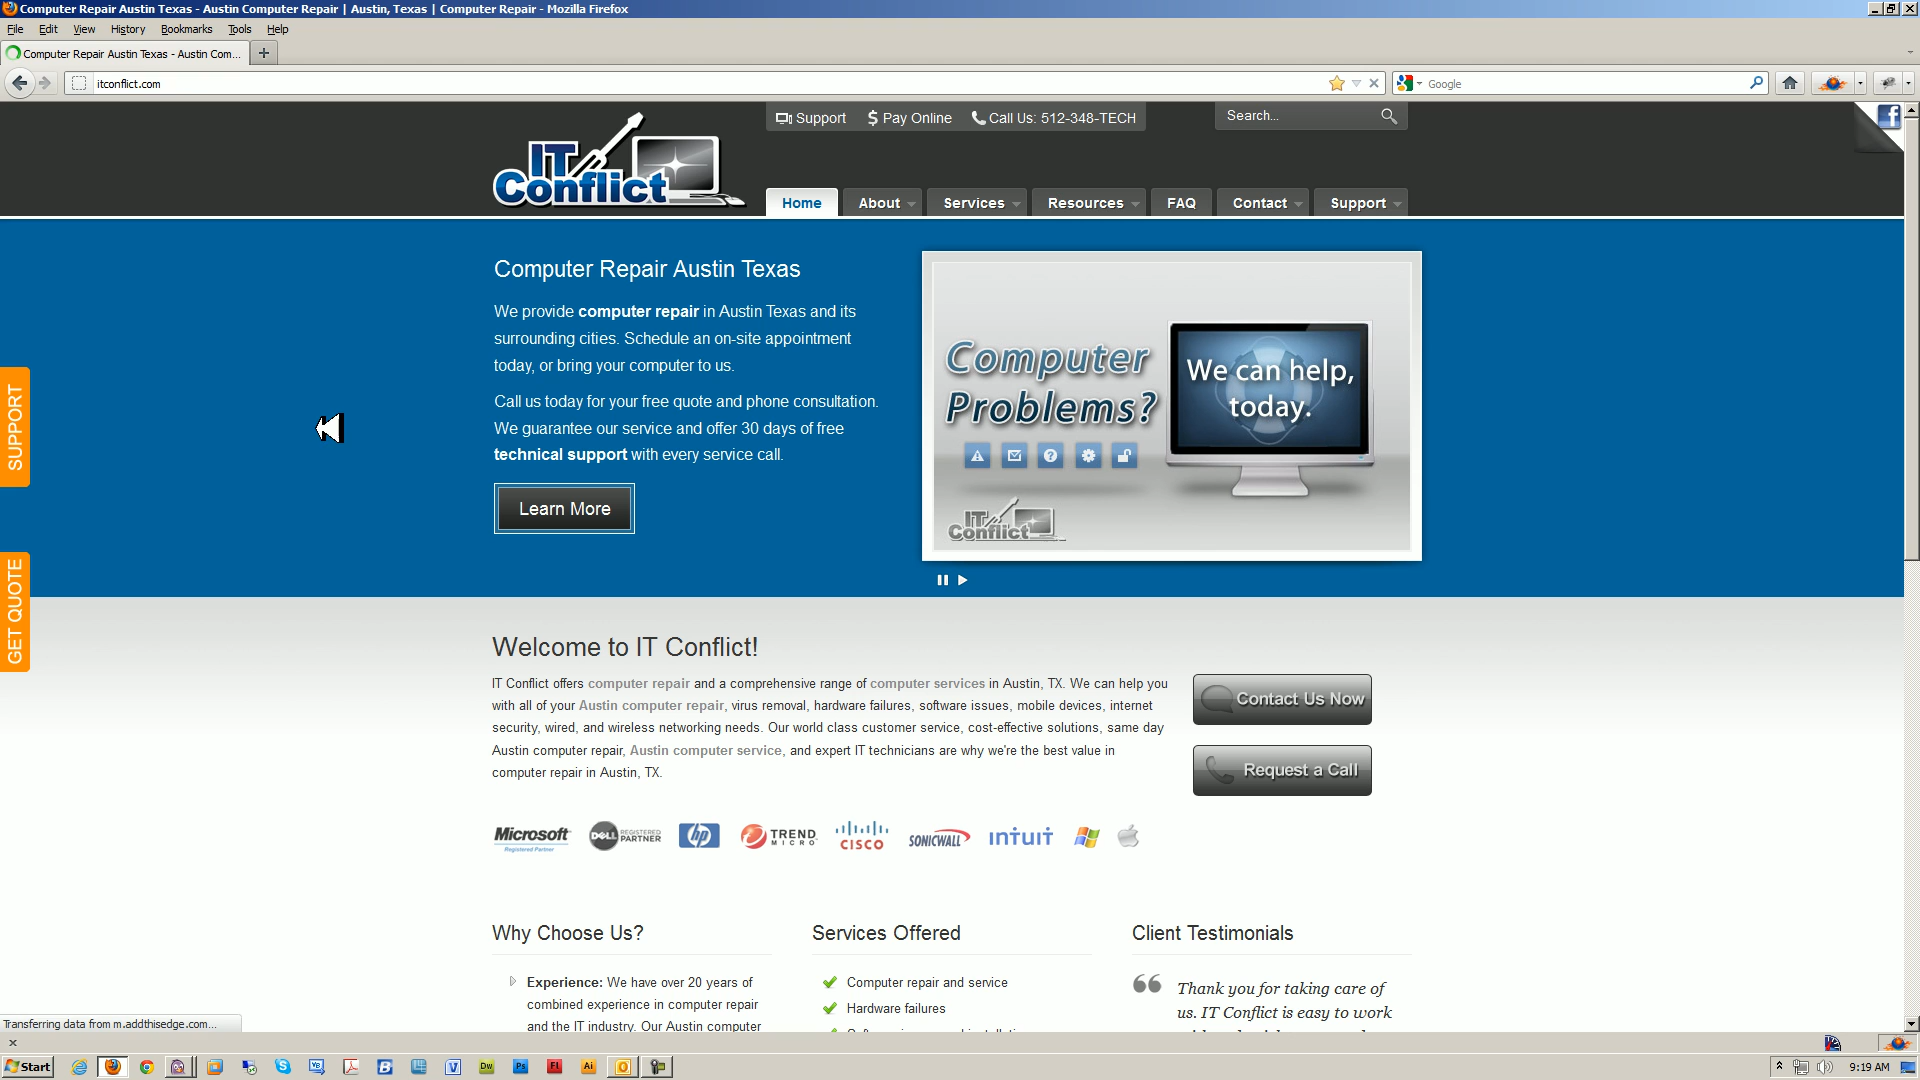 Computer Repair Austin Texas - Austin Computer Repair | Austin, Texas | Computer Repair - Mozilla Firefox
File Edit View History Bookmarks Tools Help
Computer Repair Austin Texas - Austin Com...
itconflict.com
Google
Support
Pay Online
Call Us: 512-348-TECH
Search...
IT
Conflict
Home
About
Services
Resources
FAQ
Contact
Support
Computer Repair Austin Texas
We provide computer repair in Austin Texas and its
surrounding cities. Schedule an on-site appointment
today, or bring your computer to us.
Call us today for your free quote and phone consultation.
We guarantee our service and offer 30 days of free
technical support with every service call.
Learn More
Computer
Problems?
We can help,
today.
IT
Conflict
SUPPORT
GET QUOTE
Welcome to IT Conflict!
IT Conflict offers computer repair and a comprehensive range of computer services in Austin, TX. We can help you
with all of your Austin computer repair, virus removal, hardware failures, software issues, mobile devices, internet
security, wired, and wireless networking needs. Our world class customer service, cost-effective solutions, same day
Austin computer repair, Austin computer service, and expert IT technicians are why we're the best value in
computer repair in Austin, TX.
Contact Us Now
Request a Call
Microsoft
Registered Partner
DELL
REGISTERED
PARTNER
hp
TREND
MICRO
CISCO
SONICWALL
INTUIT
Why Choose Us?
Experience: We have over 20 years of
combined experience in computer repair
and the IT industry. Our Austin computer
Services Offered
Computer repair and service
Hardware failures
Client Testimonials
Thank you for taking care of
us. IT Conflict is easy to work
Transferring data from m.addthisedge.com...
Start
Dw
Ps
Fl
Ai
9:19 AM